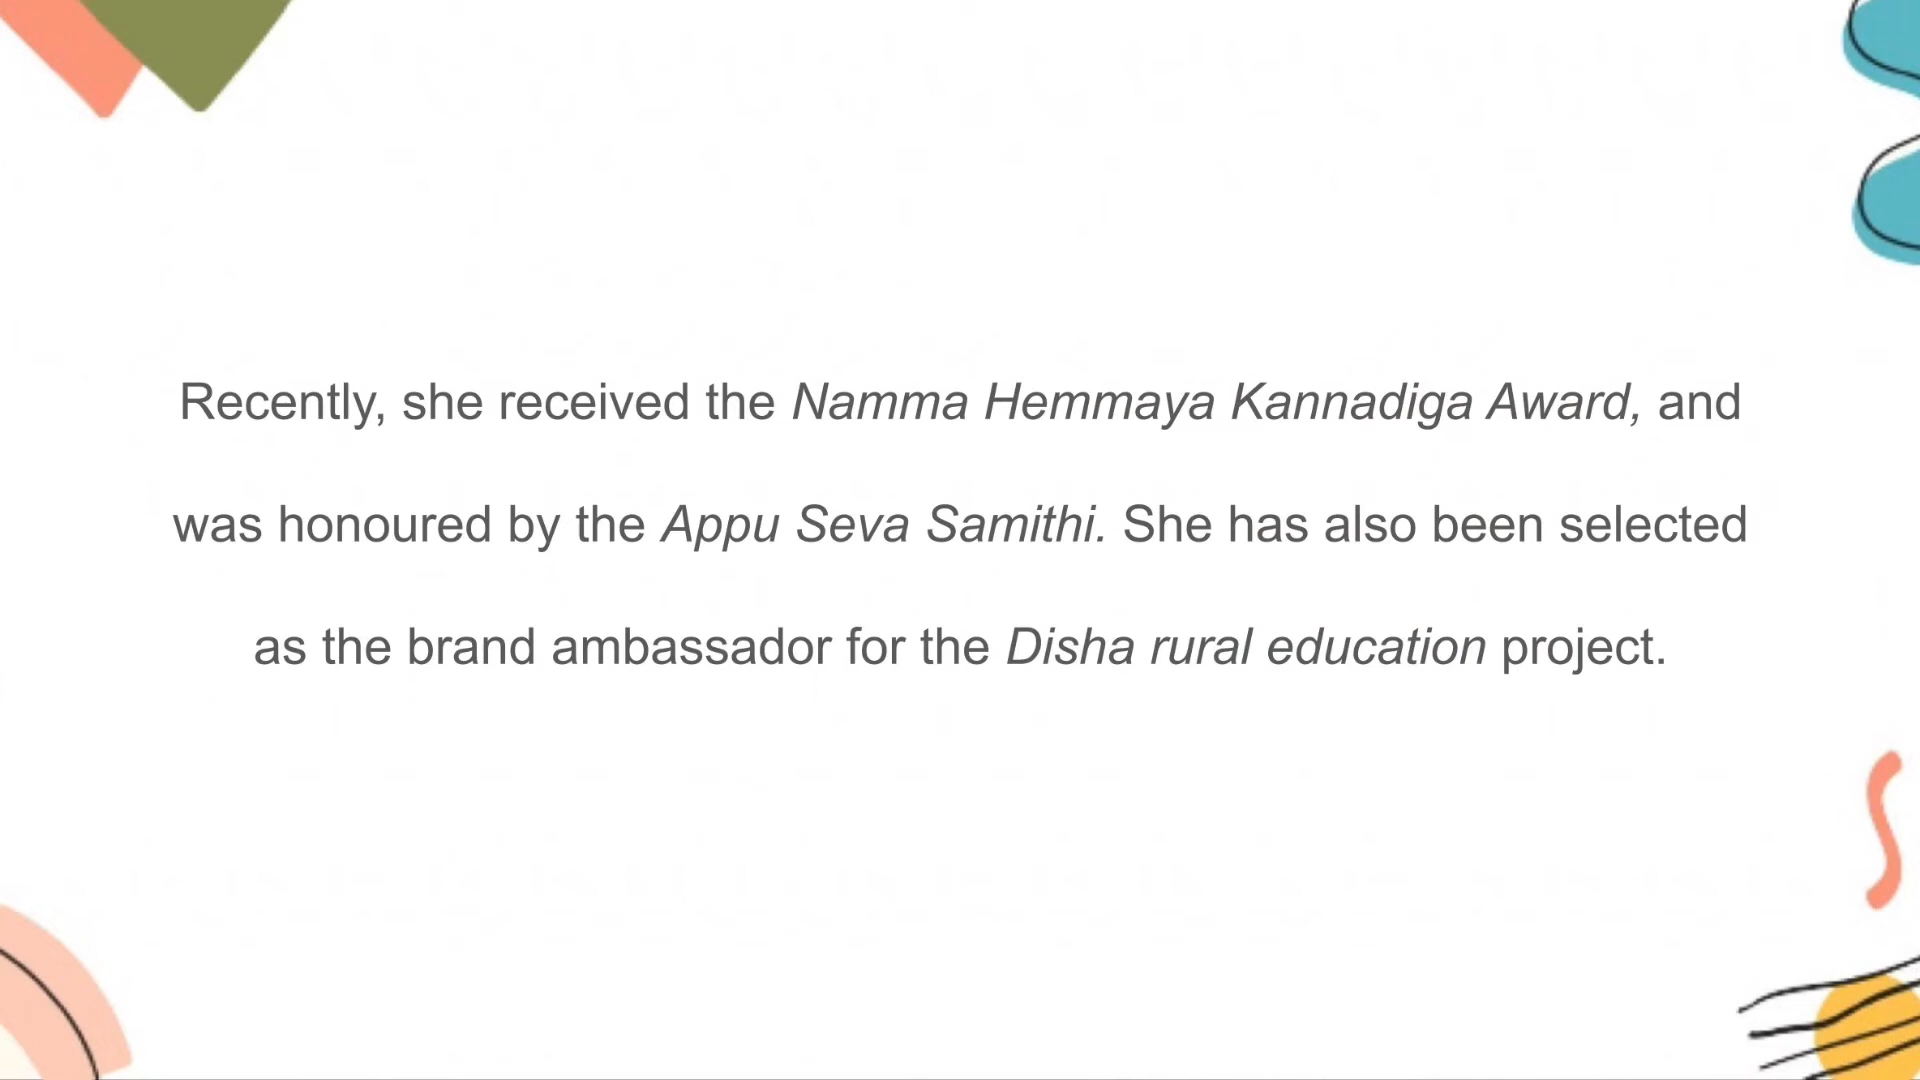 Recently, she received the Namma Hemmaya Kannadiga Award, and
was honoured by the Appu Seva Samithi. She has also been selected
as the brand ambassador for the Disha rural education project.